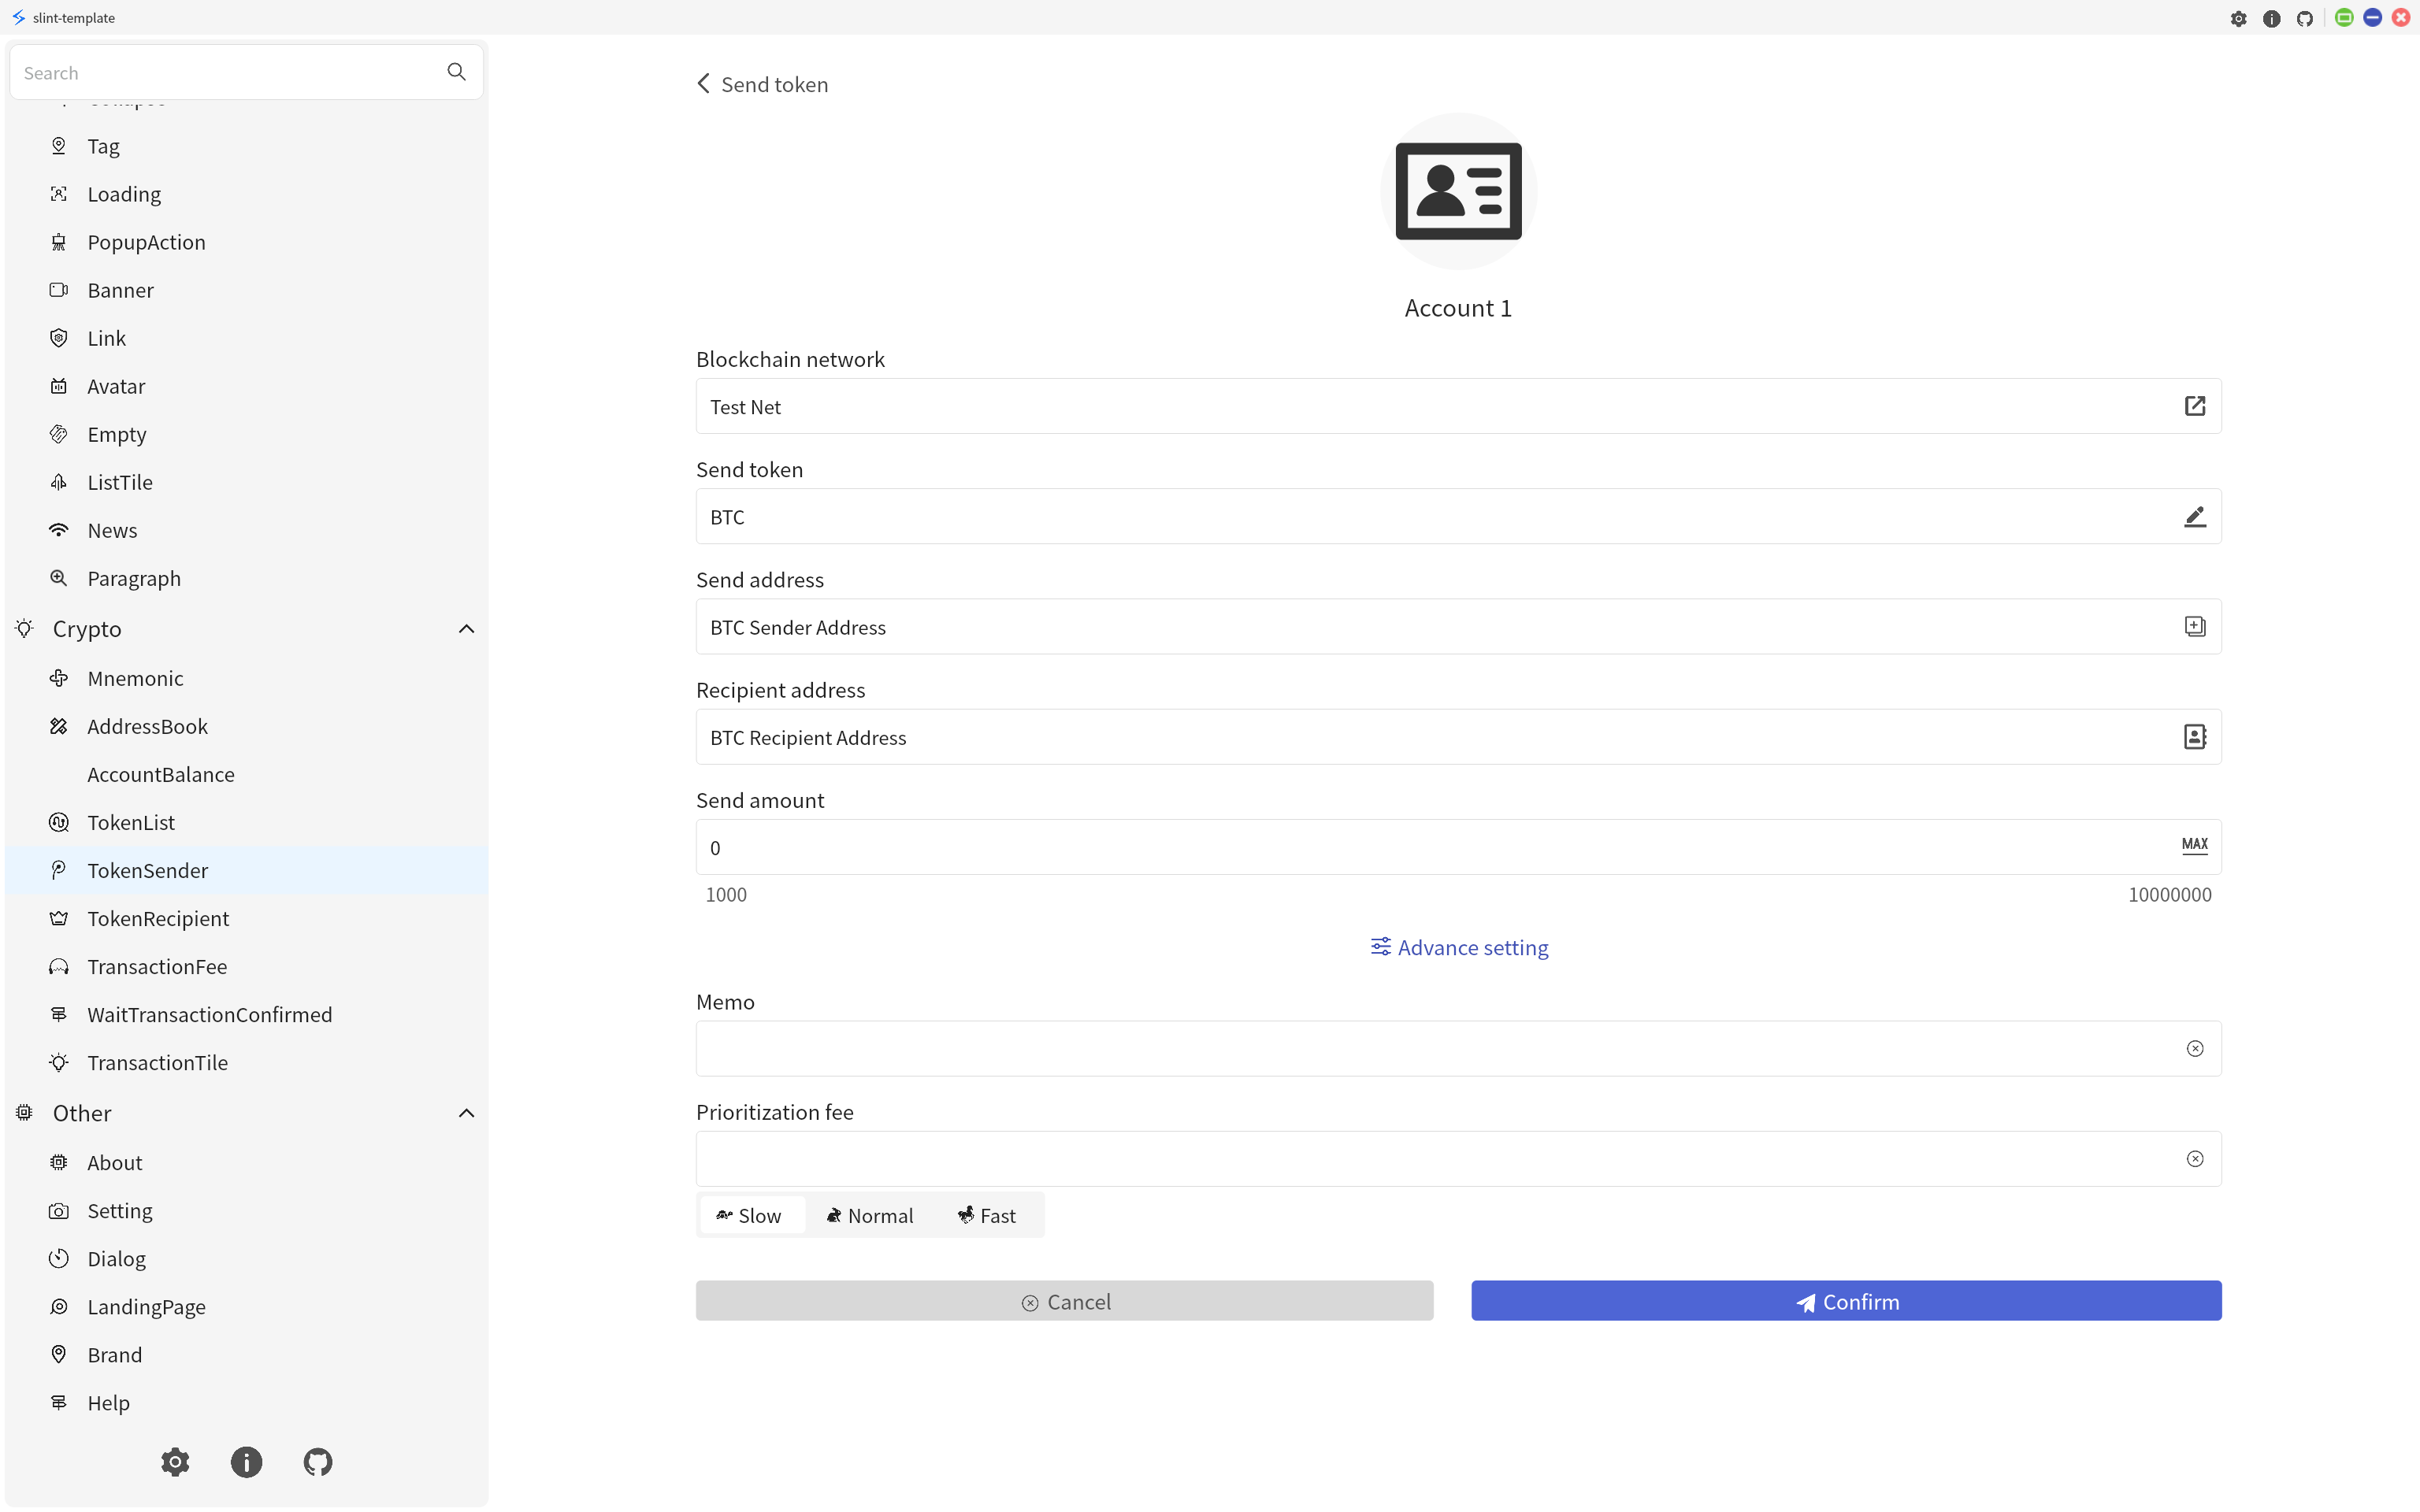 slint-template
Search
Tag
Loading
PopupAction
Banner
Link
Avatar
Empty
ListTile
News
Paragraph
Crypto
Mnemonic
AddressBook
AccountBalance
TokenList
TokenSender
TokenRecipient
TransactionFee
WaitTransactionConfirmed
TransactionTile
Other
About
Setting
Dialog
LandingPage
Brand
Help
Send token
Account 1
Blockchain network
Test Net
Send token
BTC
Send address
BTC Sender Address
Recipient address
BTC Recipient Address
Send amount
0 MAX
1000 10000000
Advance setting
Memo
Prioritization fee
Slow Normal Fast
Cancel Confirm